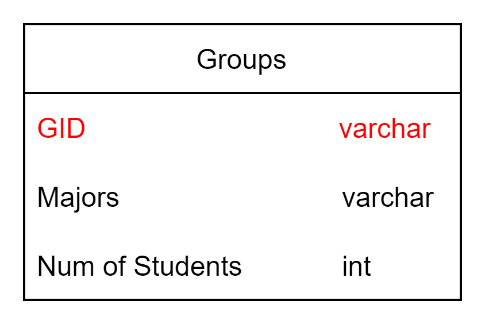 Groups
GID varchar
Majors varchar
Num of Students int